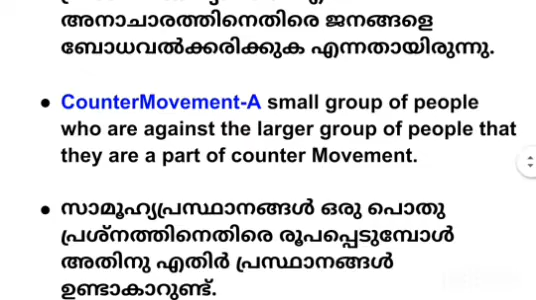 അനാചാരത്തിനെതിരെ ജനങ്ങളെ
ബോധവൽക്കരിക്കുക എന്നതായിരുന്നു.
• CounterMovement-A small group of people
who are against the larger group of people that
they are a part of counter Movement.
• സാമൂഹ്യപ്രസ്ഥാനങ്ങൾ ഒരു പൊതു
പ്രശ്നത്തിനെതിരെ രൂപപ്പെടുമ്പോൾ
അതിനു എതിർ പ്രസ്ഥാനങ്ങൾ
ഉണ്ടാകാറുണ്ട്.